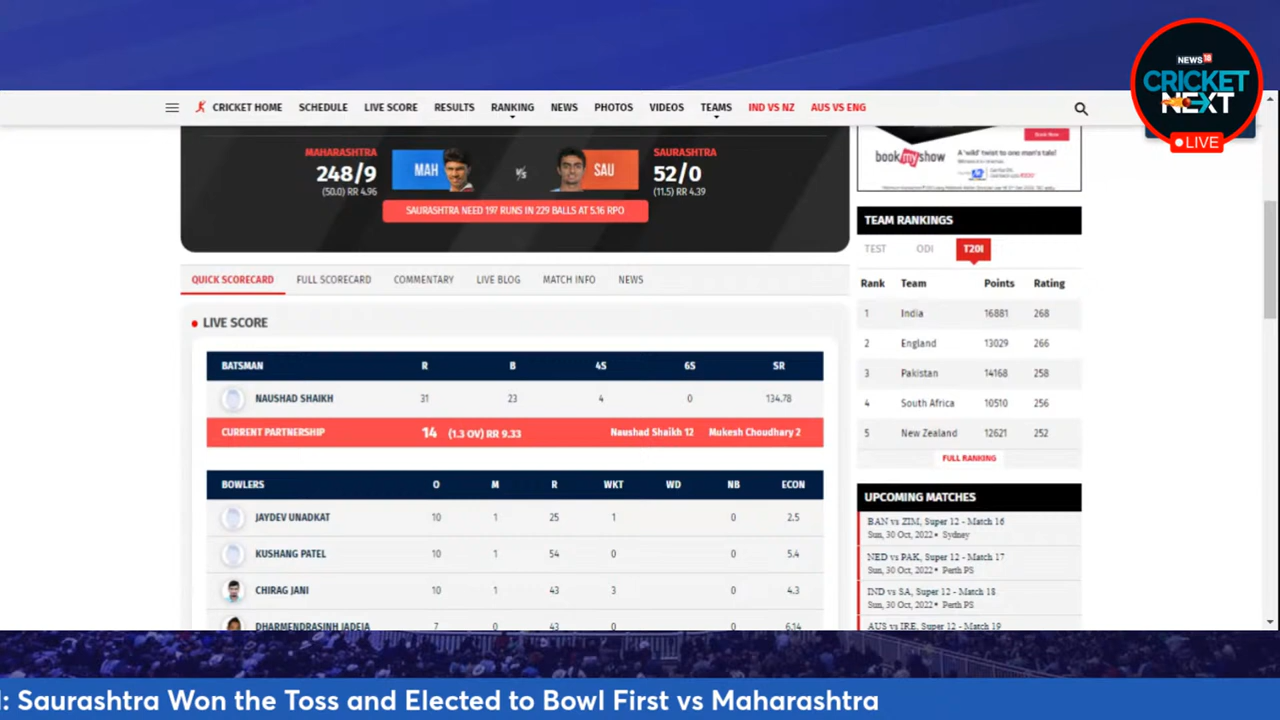 NEWS18
CRICKET
NEXT
LIVE
CRICKET HOME SCHEDULE LIVE SCORE RESULTS RANKING NEWS PHOTOS VIDEOS TEAMS IND VS NZ AUS VS ENG
MAHARASHTRA
248/9
(50.0) RR 4.96
MAH
V/S
SAU
SAURASHTRA
52/0
(11.5) RR 4.39
SAURASHTRA NEED 197 RUNS IN 229 BALLS AT 5.16 RPO
Book Now
bookmyshow
A 'wild' twist to one man's tale!
QUICK SCORECARD FULL SCORECARD COMMENTARY LIVE BLOG MATCH INFO NEWS
LIVE SCORE
BATSMAN R B 4S 6S SR
NAUSHAD SHAIKH 31 23 4 0 134.78
CURRENT PARTNERSHIP 14 (1.3 OV) RR 9.33 Naushad Shaikh 12 Mukesh Choudhary 2
BOWLERS O M R WKT WD NB ECON
JAYDEV UNADKAT 10 1 25 1 0 2.5
KUSHANG PATEL 10 1 54 0 0 5.4
CHIRAG JANI 10 1 43 3 0 4.3
DHARMENDRASINH JADEJA 7 0 43 0 0 6.14
TEAM RANKINGS
TEST ODI T20I
Rank Team Points Rating
1 India 16881 268
2 England 13029 266
3 Pakistan 14168 258
4 South Africa 10510 256
5 New Zealand 12621 252
FULL RANKING
UPCOMING MATCHES
BAN vs ZIM, Super 12 - Match 16
Sun, 30 Oct, 2022• Sydney
NED vs PAK, Super 12 - Match 17
Sun, 30 Oct, 2022• Perth PS
IND vs SA, Super 12 - Match 18
Sun, 30 Oct, 2022• Perth PS
AUS vs IRE, Super 12 - Match 19
: Saurashtra Won the Toss and Elected to Bowl First vs Maharashtra